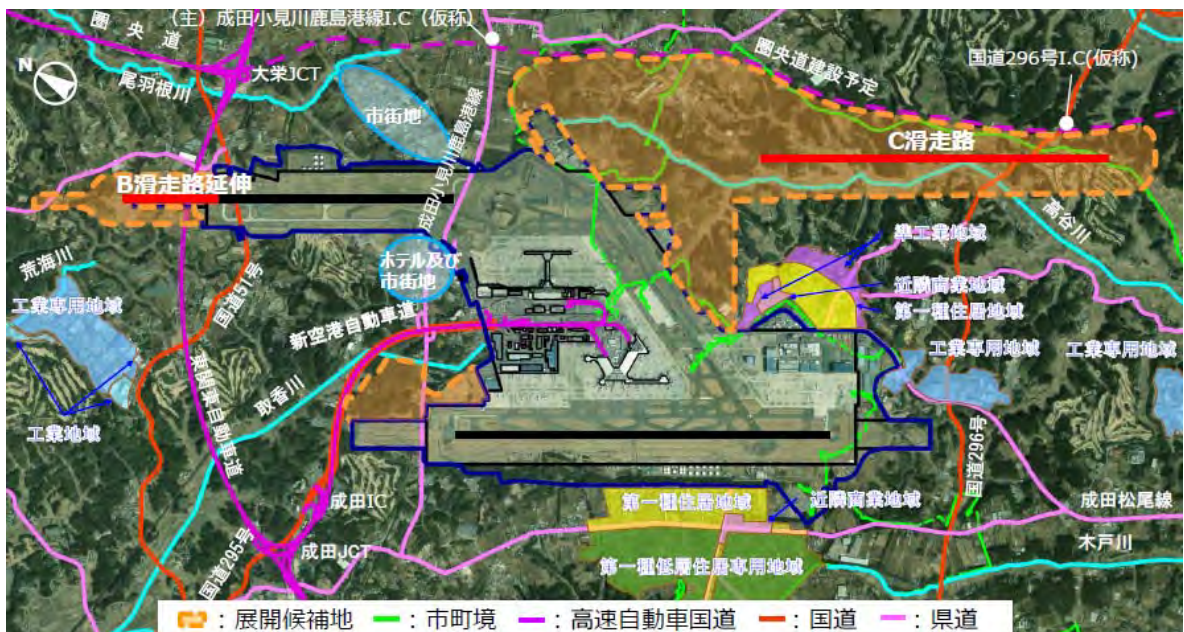 （主）成田小見川鹿島港線I.C（仮称）
圏央道
大栄JCT
尾羽根川
N
市街地
成田小見川鹿島港線
圏央道建設予定
国道296号I.C(仮称)
C滑走路
B滑走路延伸
高谷川
荒海川
国道51号
ホテル及び
市街地
準工業地域
近隣商業地域
第一種住居地域
工業専用地域
新空港自動車道
工業専用地域
工業専用地域
取香川
工業地域
東関東自動車道
国道296号
成田IC
第一種住居地域
近隣商業地域
成田松尾線
国道295号
成田JCT
木戸川
第一種低層住居専用地域
：展開候補地 ：市町境 ：高速自動車国道 ：国道 ：県道